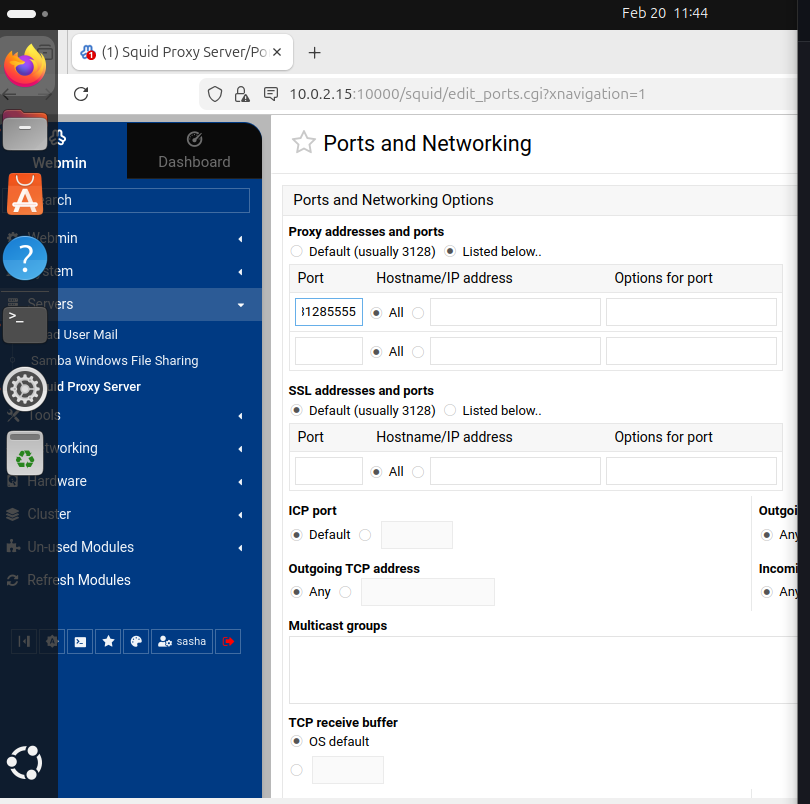 Feb 20 11:44
(1) Squid Proxy Server/Po
10.0.2.15:10000/squid/edit_ports.cgi?xnavigation=1
Webmin
Dashboard
Ports and Networking
Ports and Networking Options
Proxy addresses and ports
Default (usually 3128) Listed below..
Port Hostname/IP address Options for port
31285555 All
All
SSL addresses and ports
Default (usually 3128) Listed below..
Port Hostname/IP address Options for port
All
ICP port
Default
Outgoing TCP address
Any
Multicast groups
TCP receive buffer
OS default
Outgoi
Any
Incomi
Any
arch
Webmin
tem
Servers
ad User Mail
Samba Windows File Sharing
uid Proxy Server
Tools
tworking
Hardware
Cluster
Un-used Modules
Refresh Modules
sasha